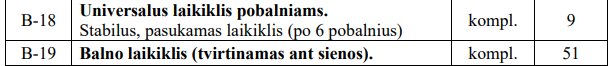 B-18 Universalus laikiklis pobalniams. kompl. 9
Stabilus, pasukamas laikiklis (po 6 pobalnius)
B-19 Balno laikiklis (tvirtinamas ant sienos). kompl. 51